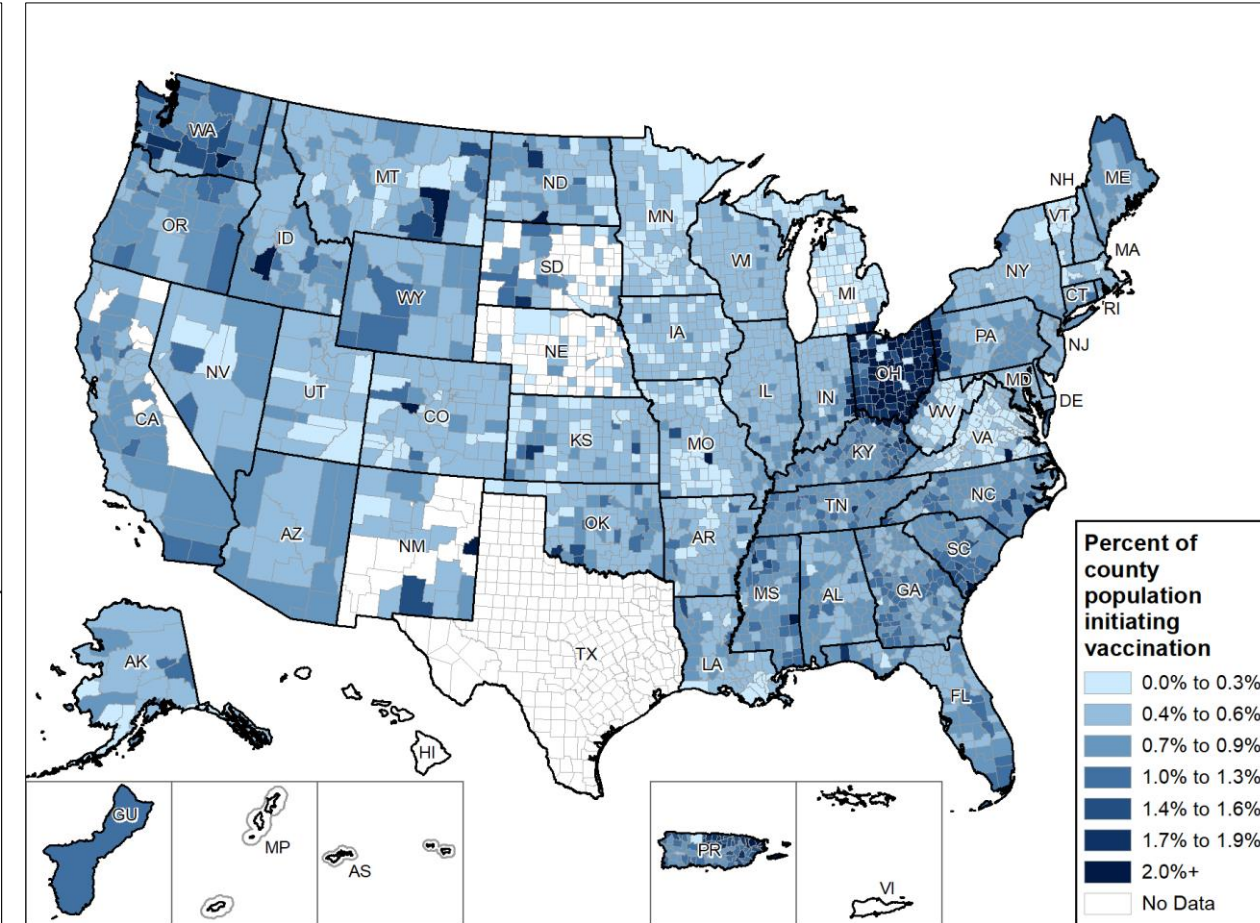 WA
MT
ND
MN
OR
ID
SD
WI
MI
NH
VT
ME
MA
NY
CT
RI
WY
IA
NE
PA
NJ
NV
UT
CO
IL
IN
OH
MD
DE
CA
KS
MO
WV
VA
KY
AZ
NM
OK
AR
TN
NC
SC
MS
AL
GA
TX
LA
FL
AK
HI
GU
MP
AS
PR
VI
Percent of
county
population
initiating
vaccination
0.0% to 0.3%
0.4% to 0.6%
0.7% to 0.9%
1.0% to 1.3%
1.4% to 1.6%
1.7% to 1.9%
2.0%+
No Data